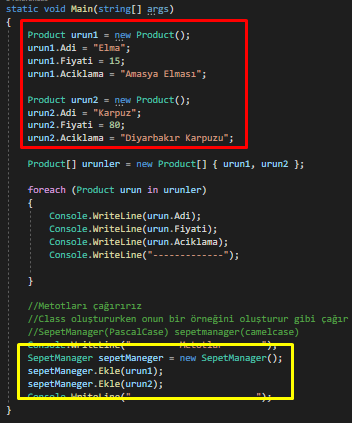 static void Main(string[] args)
{
Product urun1 = new Product();
urun1.Adi = "Elma";
urun1.Fiyati = 15;
urun1.Aciklama = "Amasya Elması";
Product urun2 = new Product();
urun2.Adi = "Karpuz";
urun2.Fiyati = 80;
urun2.Aciklama = "Diyarbakır Karpuzu";
Product[] urunler = new Product[] { urun1, urun2 };
foreach (Product urun in urunler)
{
Console.WriteLine(urun.Adi);
Console.WriteLine(urun.Fiyati);
Console.WriteLine(urun.Aciklama);
Console.WriteLine("-------------");
}
//Metotları çağırırız
//Class oluştururken onun bir örneğini oluşturur gibi çağır
//SepetManager(PascalCase) sepetmanager(camelcase)
Console.WriteLine(" Metotlar
SepetManager sepetManeger = new SepetManager();
sepetManeger.Ekle(urun1);
sepetManeger.Ekle(urun2);
Console.WriteLine("
}